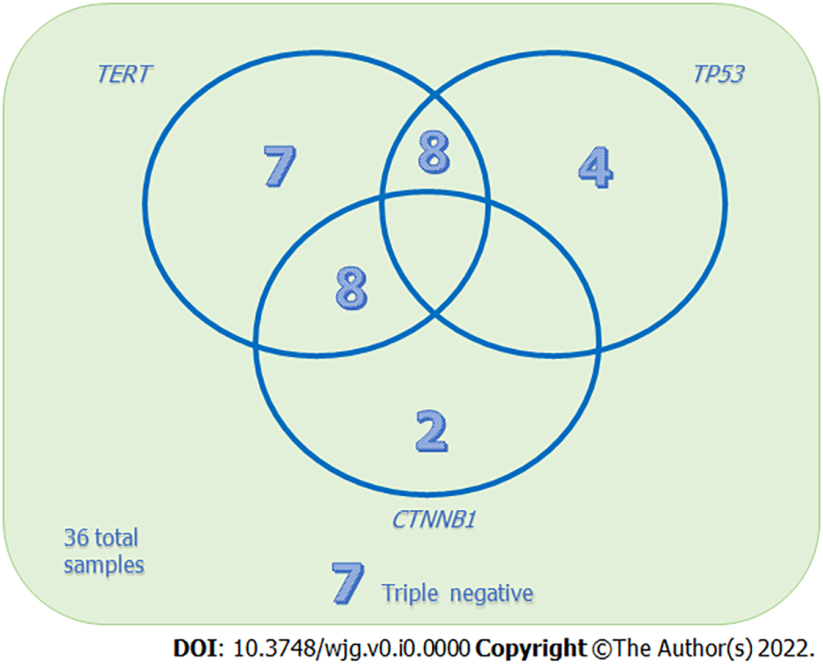 TERT
TP53
8
7
4
8
2
CTNNB1
36 total
samples
7 Triple negative
DOI: 10.3748/wjg.v0.i0.0000 Copyright ©The Author(s) 2022.